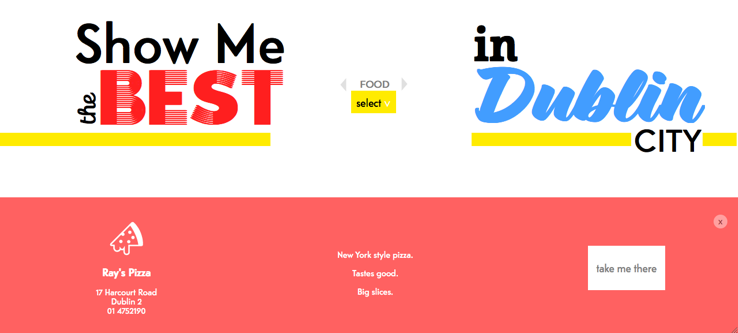 Show Me
the BEST
FOOD
select v
in
Dublin
CITY
x
Ray's Pizza
17 Harcourt Road
Dublin 2
01 4752190
New York style pizza.
Tastes good.
Big slices.
take me there